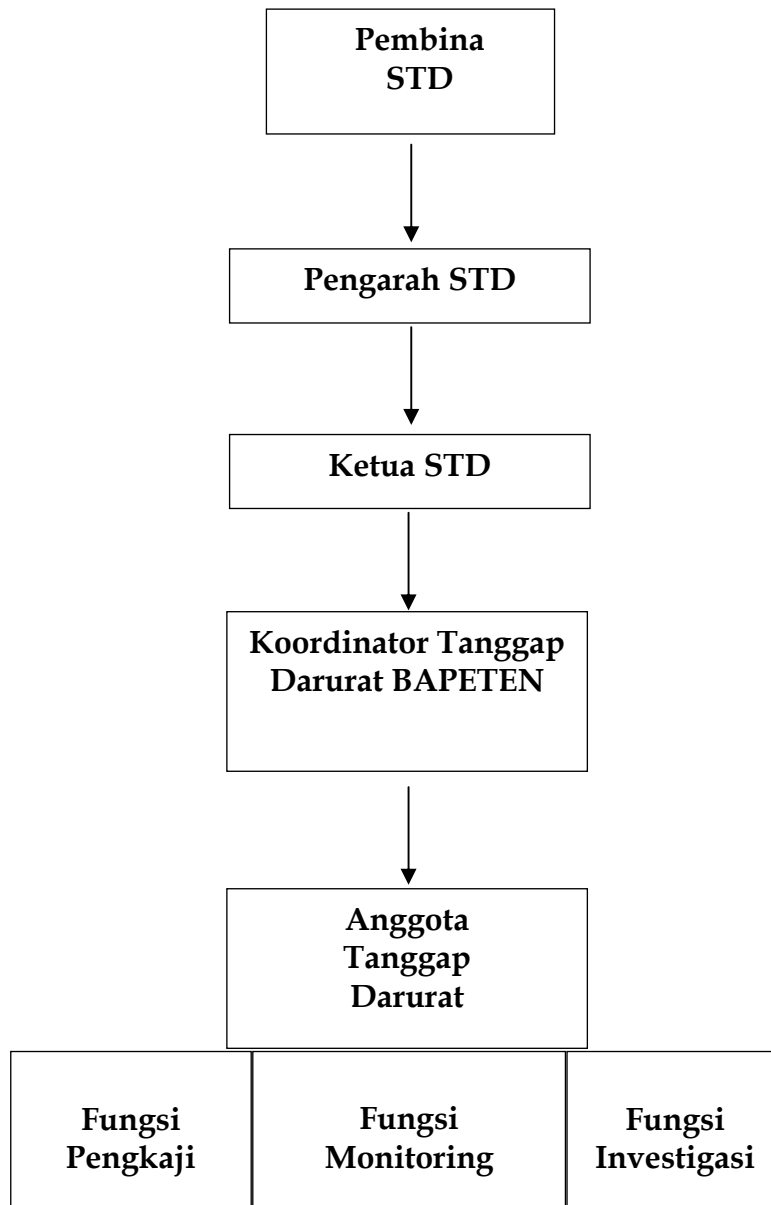 Pembina
STD
Pengarah STD
Ketua STD
Koordinator Tanggap
Darurat BAPETEN
Anggota
Tanggap
Darurat
Fungsi
Pengkaji
Fungsi
Monitoring
Fungsi
Investigasi